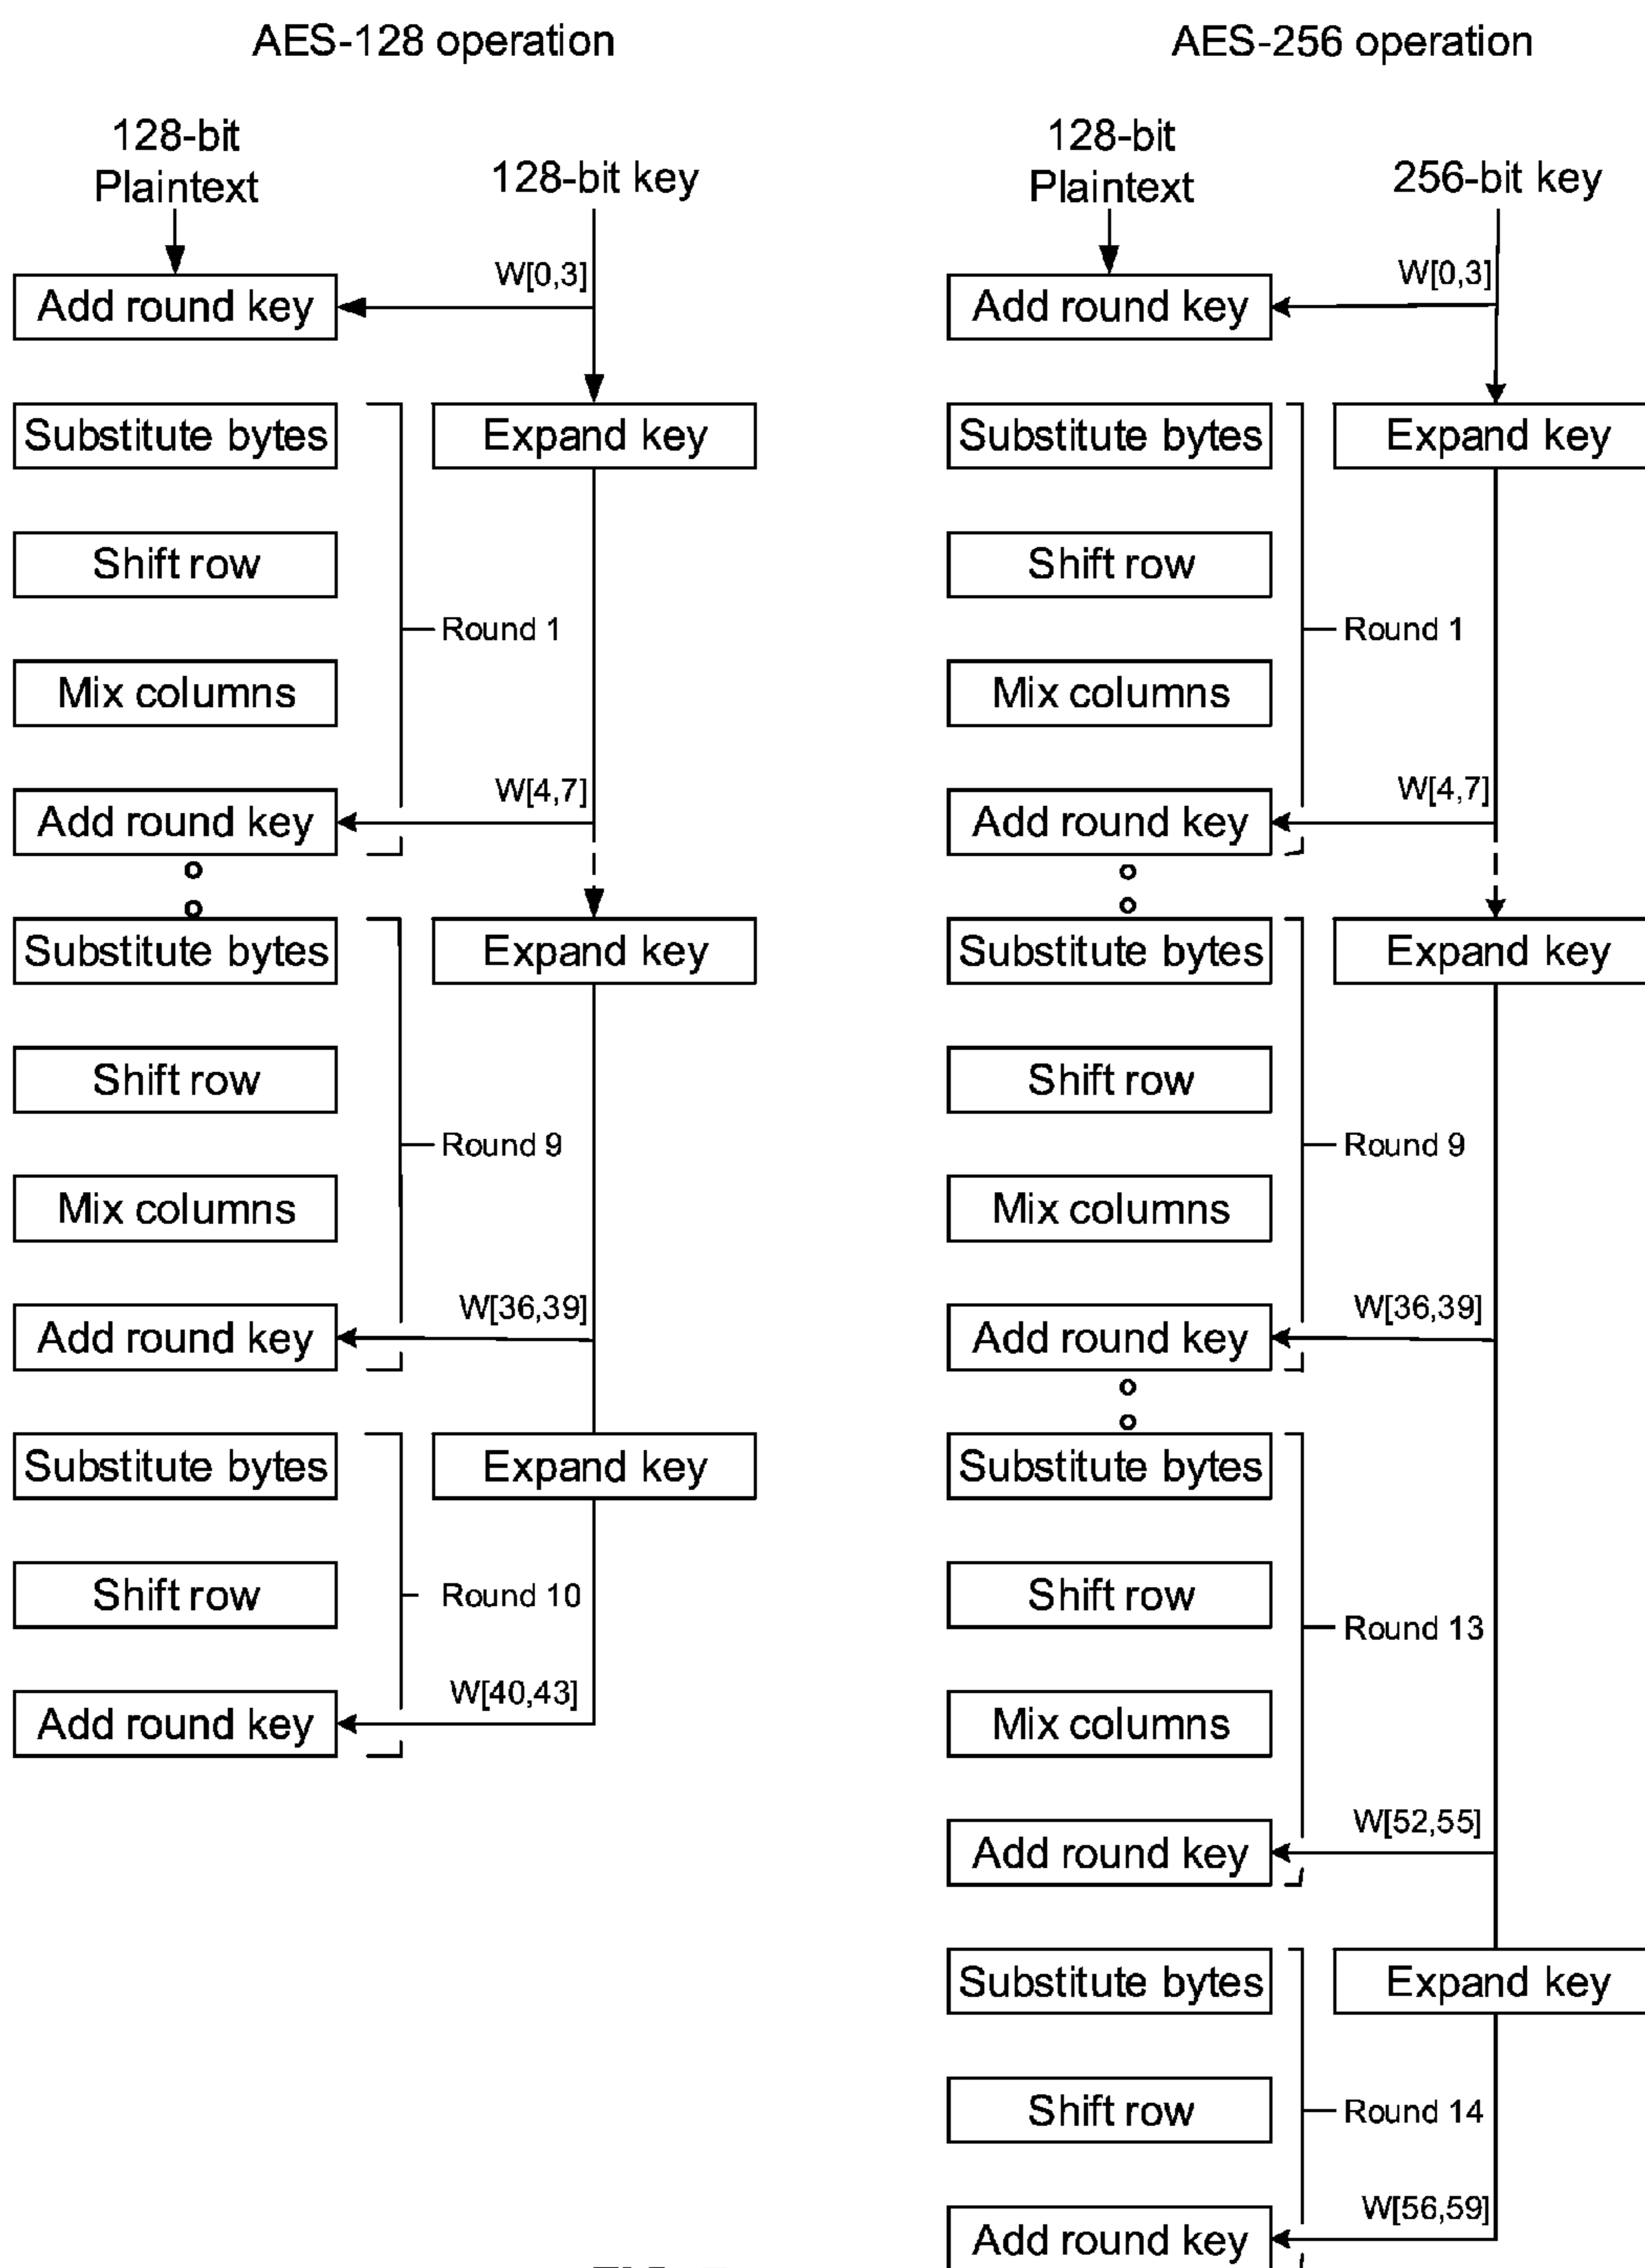 AES-128 operation
128-bit
Plaintext
128-bit key
W[0,3]
Add round key
Substitute bytes
Expand key
Shift row
Round 1
Mix columns
W[4,7]
Add round key
Substitute bytes
Expand key
Shift row
Round 9
Mix columns
W[36,39]
Add round key
Substitute bytes
Expand key
Shift row
Round 10
W[40,43]
Add round key
AES-256 operation
128-bit
Plaintext
256-bit key
W[0,3]
Add round key
Substitute bytes
Expand key
Shift row
Round 1
Mix columns
W[4,7]
Add round key
Substitute bytes
Expand key
Shift row
Round 9
Mix columns
W[36,39]
Add round key
Substitute bytes
Shift row
Round 13
Mix columns
W[52,55]
Add round key
Substitute bytes
Expand key
Shift row
Round 14
W[56,59]
Add round key